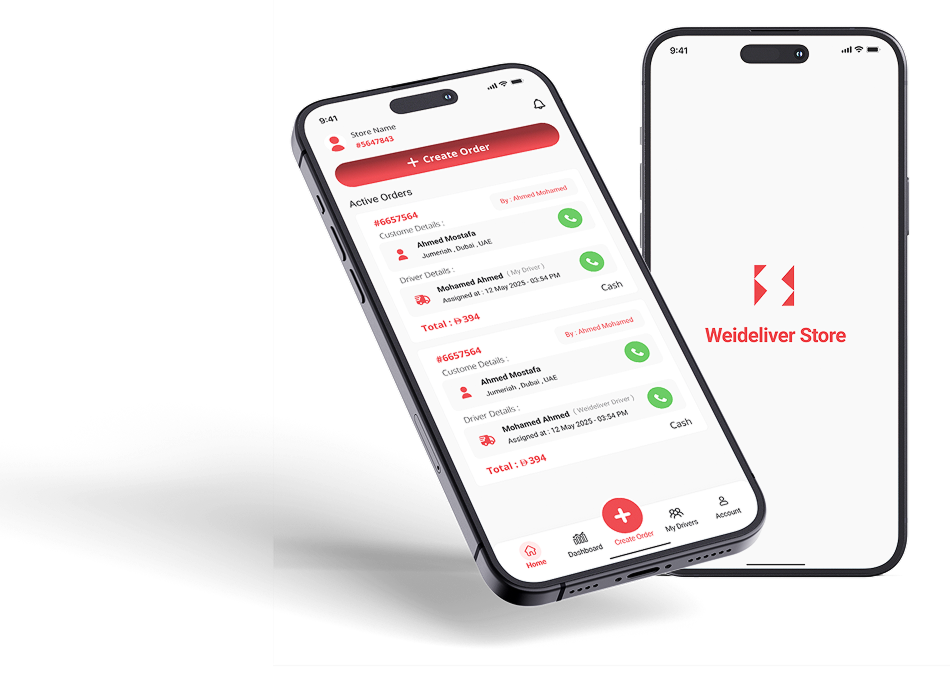 9:41
Store Name
#5647843
+ Create Order
Active Orders
#6657564
By : Ahmed Mohamed
Custome Details :
Ahmed Mostafa
Jumeriah , Dubai , UAE
Driver Details :
Mohamed Ahmed ( My Driver )
Assigned at : 12 May 2025 - 03:54 PM
Total : 394
Cash
#6657564
By : Ahmed Mohamed
Custome Details :
Ahmed Mostafa
Jumeriah , Dubai , UAE
Driver Details :
Mohamed Ahmed ( Weideliver Driver )
Assigned at : 12 May 2025 - 03:54 PM
Total : 394
Cash
Home
Dashboard
Create Order
My Drivers
Account
9:41
Weideliver Store